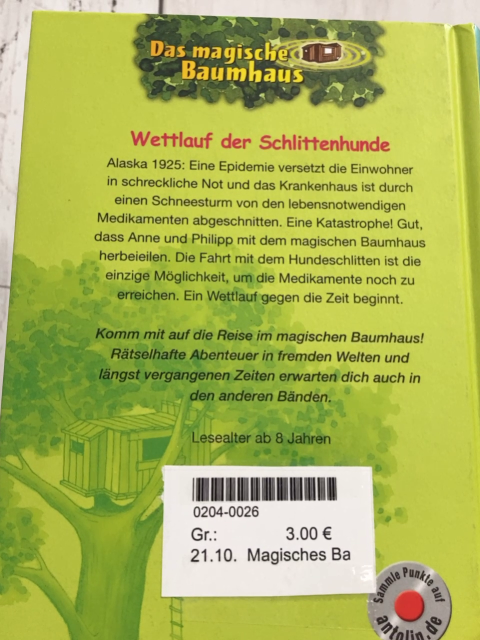 Das magische
Baumhaus
Wettlauf der Schlittenhunde
Alaska 1925: Eine Epidemie versetzt die Einwohner
in schreckliche Not und das Krankenhaus ist durch
einen Schneesturm von den lebensnotwendigen
Medikamenten abgeschnitten. Eine Katastrophe! Gut,
dass Anne und Philipp mit dem magischen Baumhaus
herbeieilen. Die Fahrt mit dem Hundeschlitten ist die
einzige Möglichkeit, um die Medikamente noch zu
erreichen. Ein Wettlauf gegen die Zeit beginnt.
Komm mit auf die Reise im magischen Baumhaus!
Rätselhafte Abenteuer in fremden Welten und
längst vergangenen Zeiten erwarten dich auch in
den anderen Bänden.
Lesealter ab 8 Jahren
0204-0026
Gr.: 3.00 €
21.10. Magisches Ba
Sammle Punkte auf
antolin.de